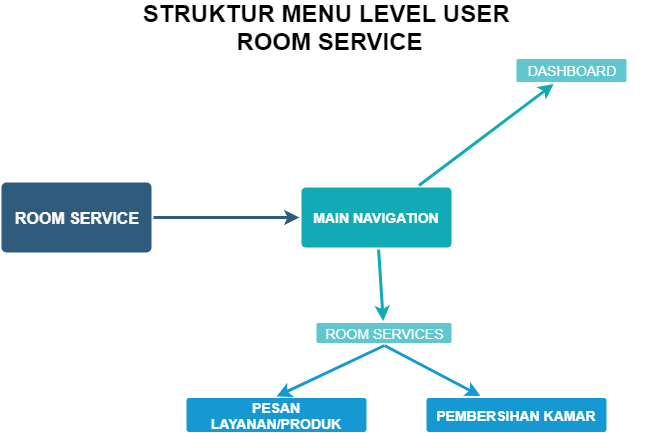 STRUKTUR MENU LEVEL USER
ROOM SERVICE
DASHBOARD
ROOM SERVICE
MAIN NAVIGATION
ROOM SERVICES
PESAN
LAYANAN/PRODUK
PEMBERSIHAN KAMAR